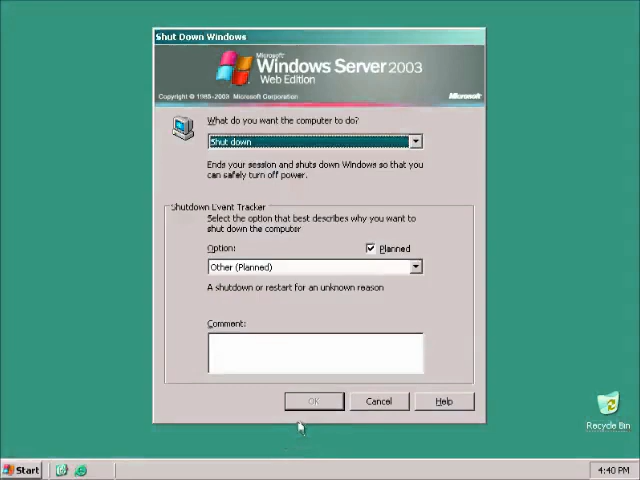 Shut Down Windows
Microsoft
Windows Server 2003
Web Edition
Copyright © 1985-2003 Microsoft Corporation
Microsoft
What do you want the computer to do?
Shut down
Ends your session and shuts down Windows so that you
can safely turn off power.
Shutdown Event Tracker
Select the option that best describes why you want to
shut down the computer
Option:
Planned
Other (Planned)
A shutdown or restart for an unknown reason
Comment:
OK
Cancel
Help
Recycle Bin
Start
4:40 PM